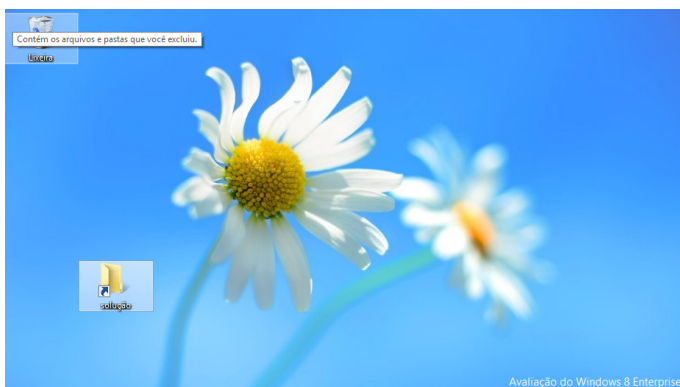 Contém os arquivos e pastas que você excluiu.
Lixeira
solução
Avaliação do Windows 8 Enterprise